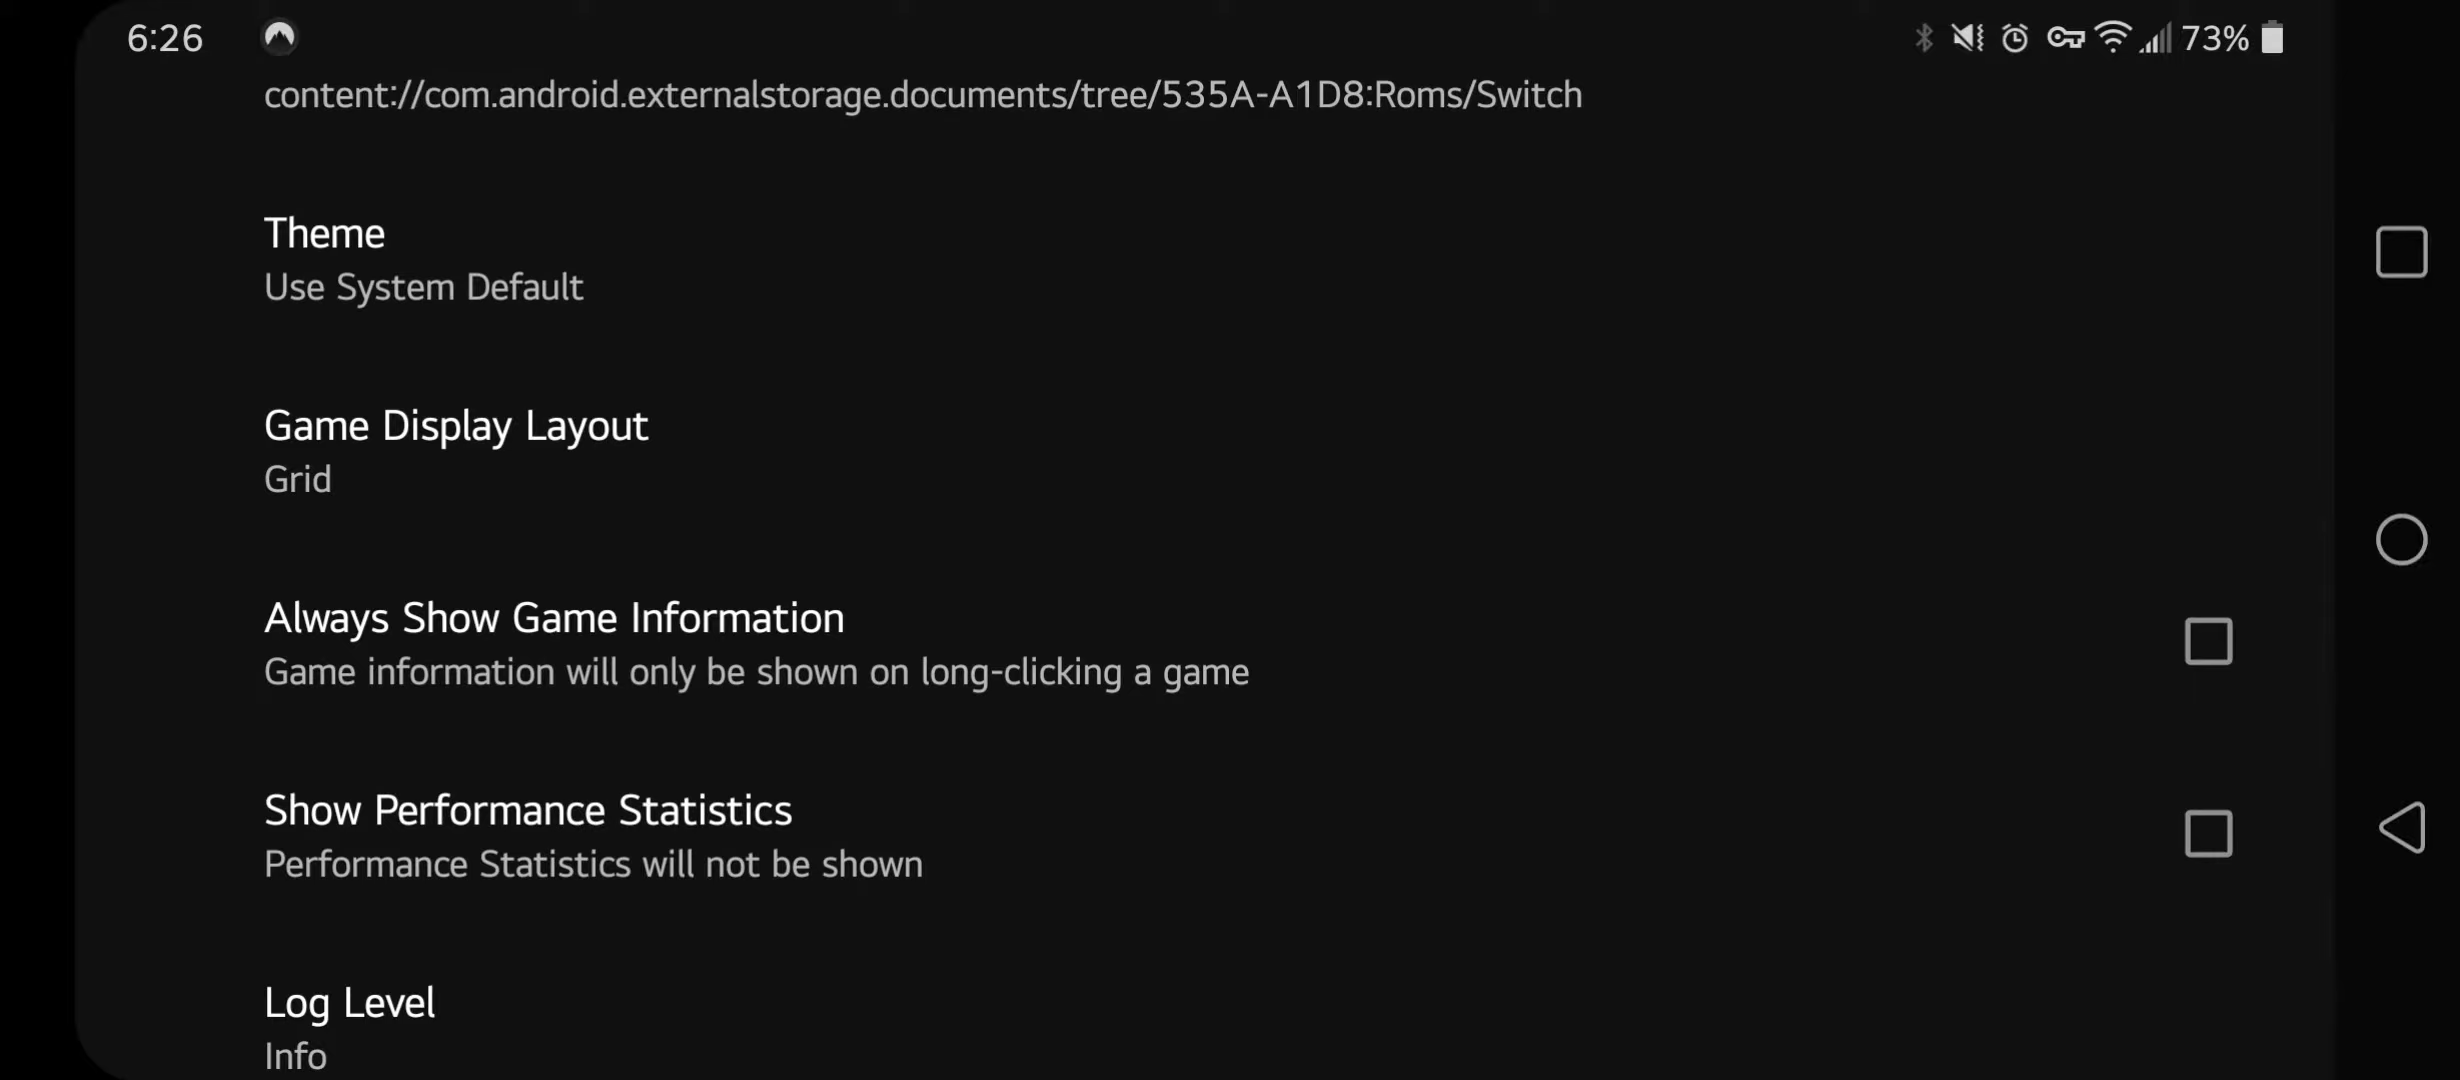 6:26 73%
content://com.android.externalstorage.documents/tree/535A-A1D8:Roms/Switch
Theme
Use System Default
Game Display Layout
Grid
Always Show Game Information
Game information will only be shown on long-clicking a game
Show Performance Statistics
Performance Statistics will not be shown
Log Level
Info